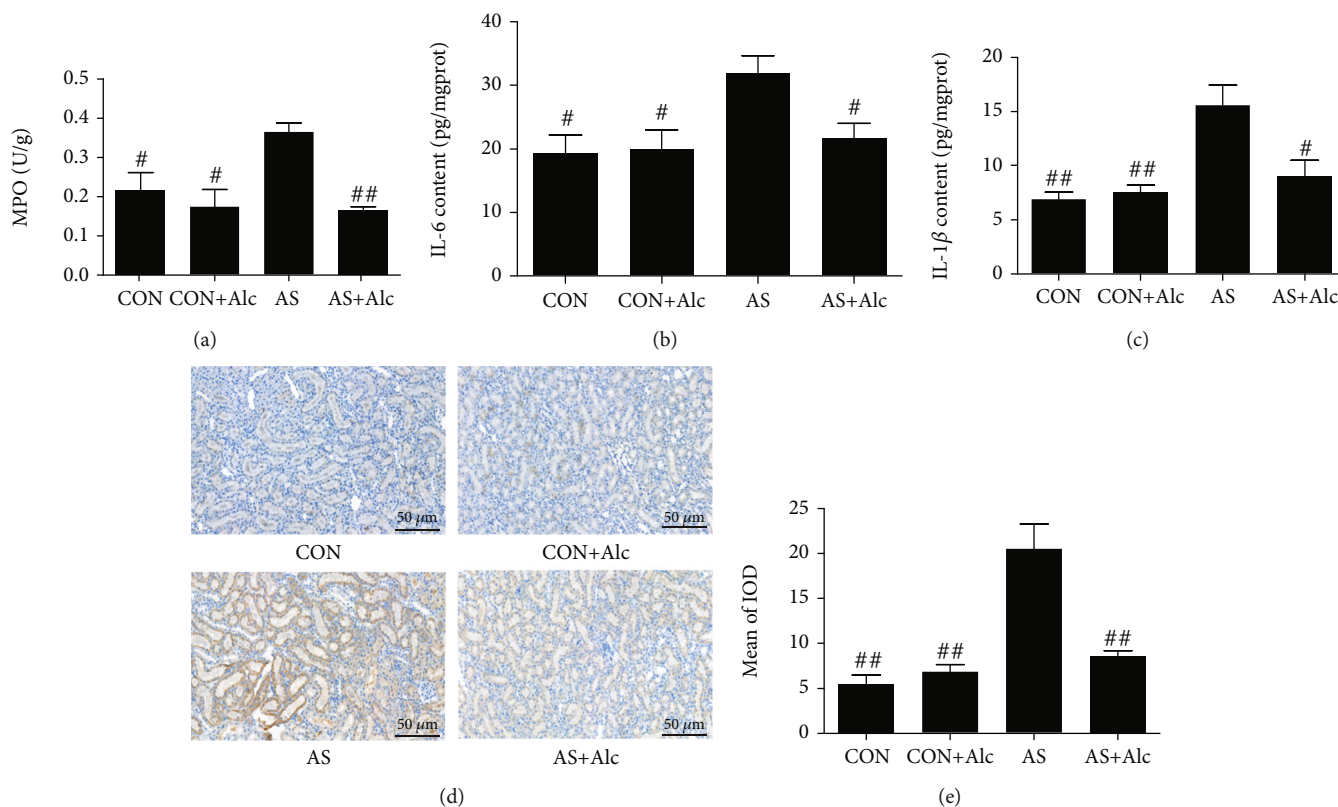 MPO (U/g)
0.5
0.4
0.3
0.2
0.1
0.0
#
#
##
CON
CON+Alc
AS
AS+Alc
(a)
IL-6 content (pg/mgprot)
40
30
20
10
0
#
#
#
CON
CON+Alc
AS
AS+Alc
(b)
IL-1β content (pg/mgprot)
20
15
10
5
0
##
##
#
CON
CON+Alc
AS
AS+Alc
(c)
50 μm
CON
50 μm
CON+Alc
50 μm
AS
50 μm
AS+Alc
(d)
Mean of IOD
25
20
15
10
5
0
##
##
##
CON
CON+Alc
AS
AS+Alc
(e)